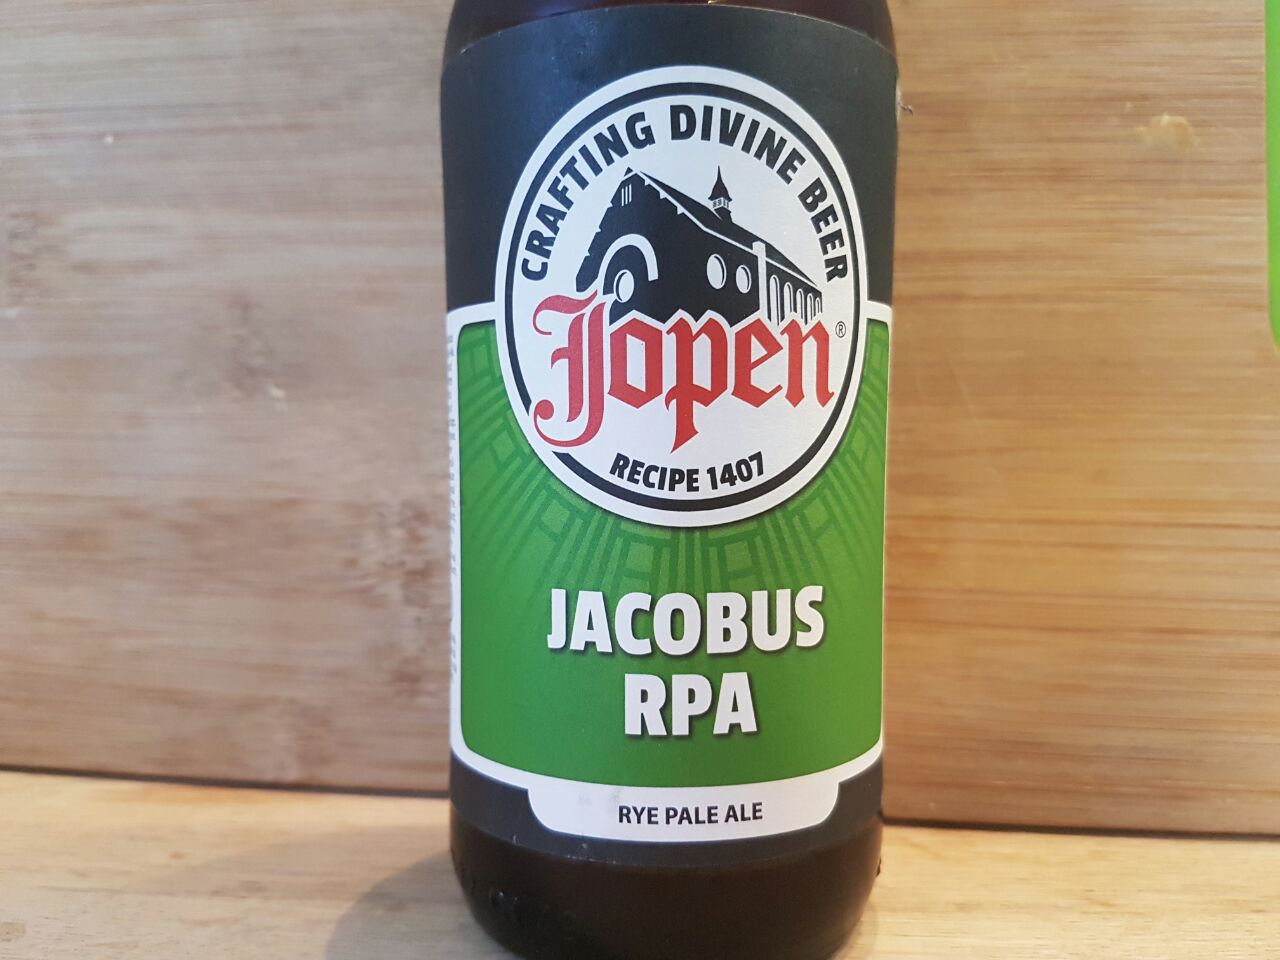 CRAFTING DIVINE BEER
Jopen®
RECIPE 1407
JACOBUS
RPA
RYE PALE ALE